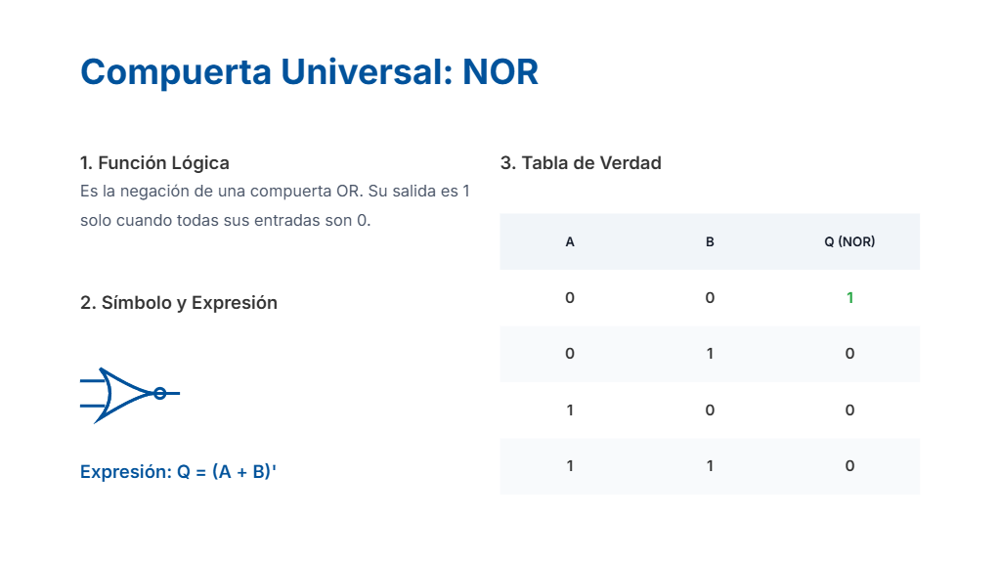 Compuerta Universal: NOR
1. Función Lógica
Es la negación de una compuerta OR. Su salida es 1
solo cuando todas sus entradas son 0.
2. Símbolo y Expresión
Expresión: Q = (A + B)'
3. Tabla de Verdad
A B Q (NOR)
0 0 1
0 1 0
1 0 0
1 1 0